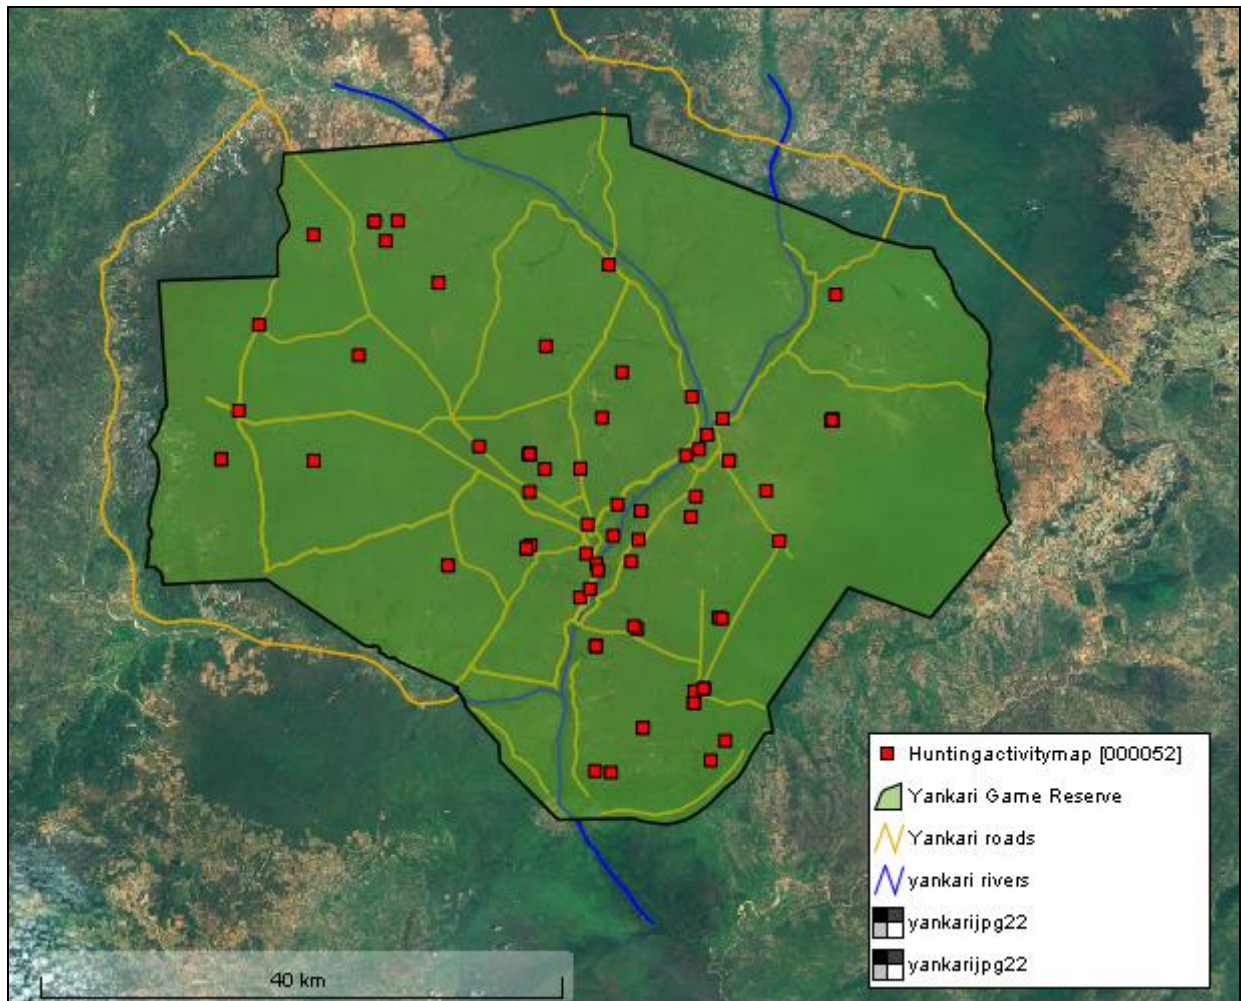 Huntingactivitymap [000052]
Yankari Game Reserve
Yankari roads
yankari rivers
yankarijpg22
yankarijpg22
40 km